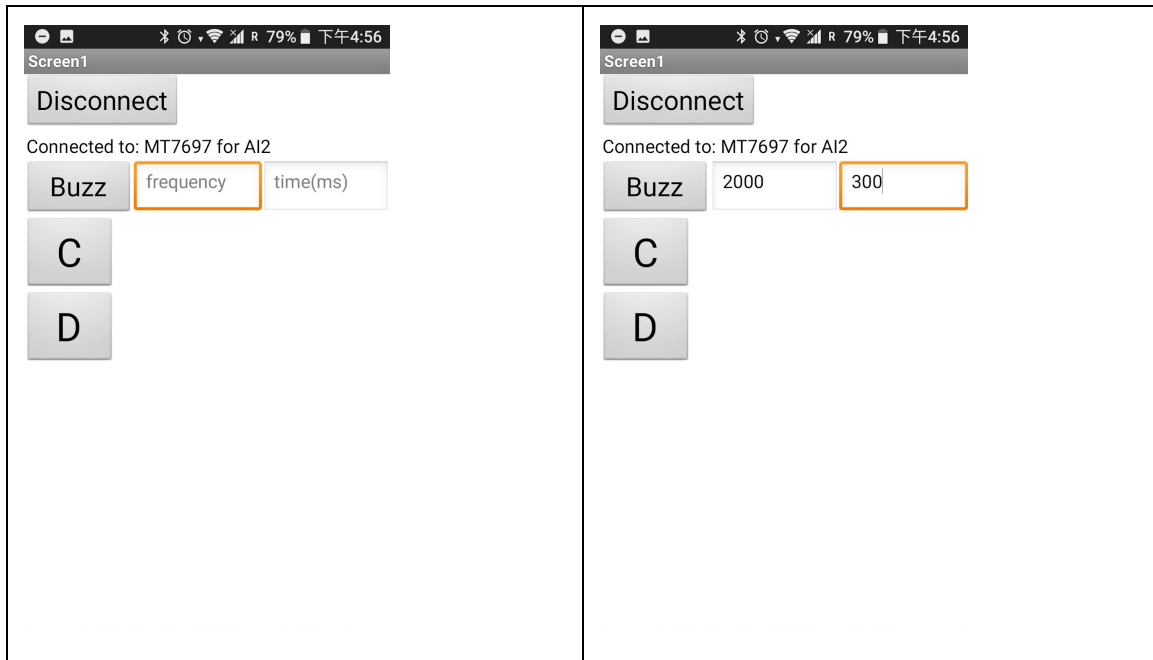 R 79% 下午4:56
Screen1
Disconnect
Connected to: MT7697 for AI2
Buzz frequency time(ms)
C
D
R 79% 下午4:56
Screen1
Disconnect
Connected to: MT7697 for AI2
Buzz 2000 300
C
D